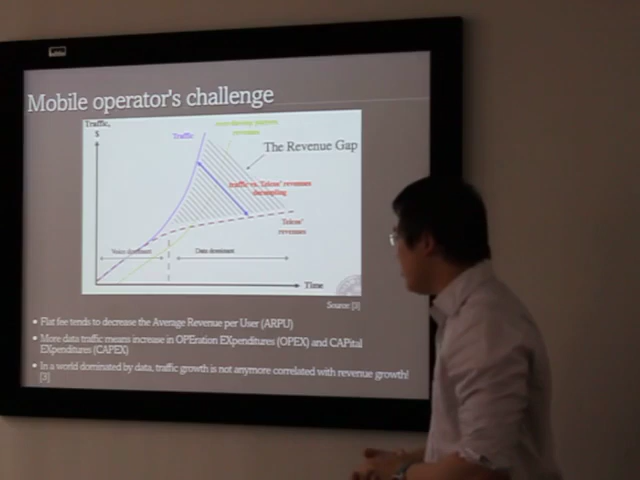 Mobile operator's challenge
Traffic,
$
Traffic
revenues
The Revenue Gap
traffic vs. Telcos' revenues
decoupling
Telcos'
revenues
Voice dominant
Data dominant
Time
Source: [3]
Flat fee tends to decrease the Average Revenue per User (ARPU)
More data traffic means increase in OPEration EXpenditures (OPEX) and CAPital
EXpenditures (CAPEX)
In a world dominated by data, traffic growth is not anymore correlated with revenue growth!
[3]